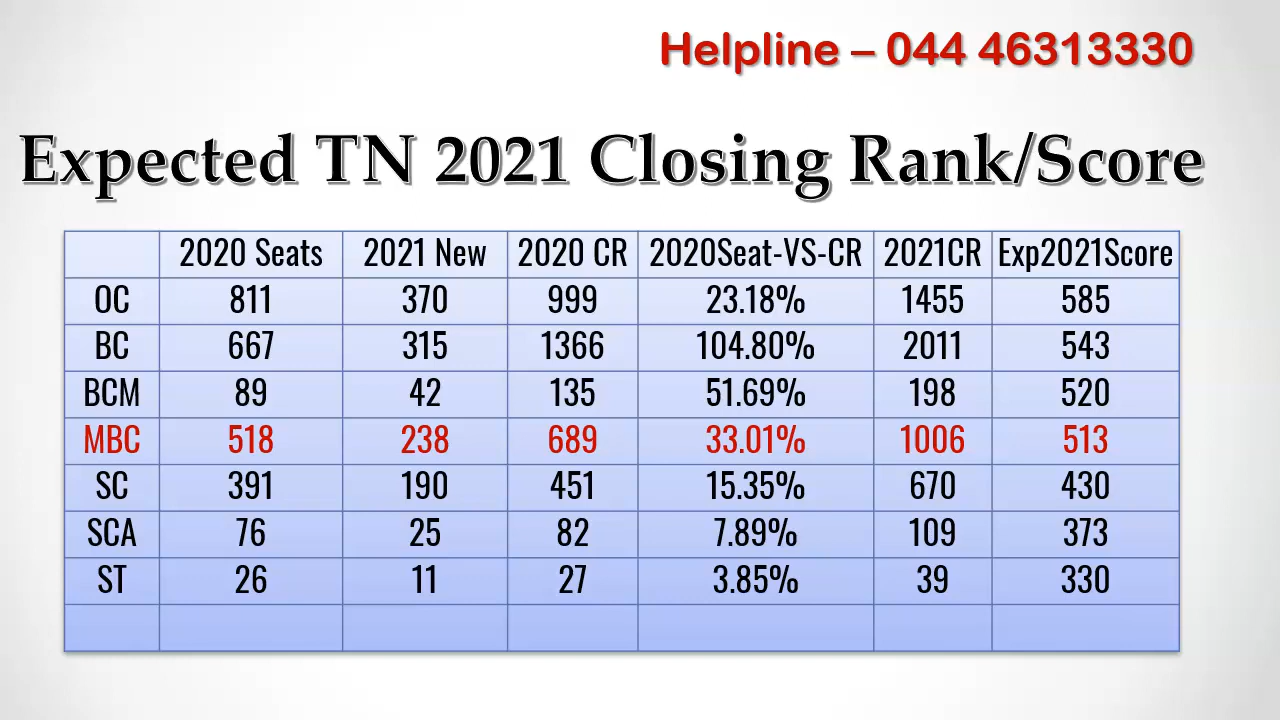 Helpline – 044 46313330
Expected TN 2021 Closing Rank/Score
2020 Seats 2021 New 2020 CR 2020Seat-VS-CR 2021CR Exp2021Score
OC 811 370 999 23.18% 1455 585
BC 667 315 1366 104.80% 2011 543
BCM 89 42 135 51.69% 198 520
MBC 518 238 689 33.01% 1006 513
SC 391 190 451 15.35% 670 430
SCA 76 25 82 7.89% 109 373
ST 26 11 27 3.85% 39 330